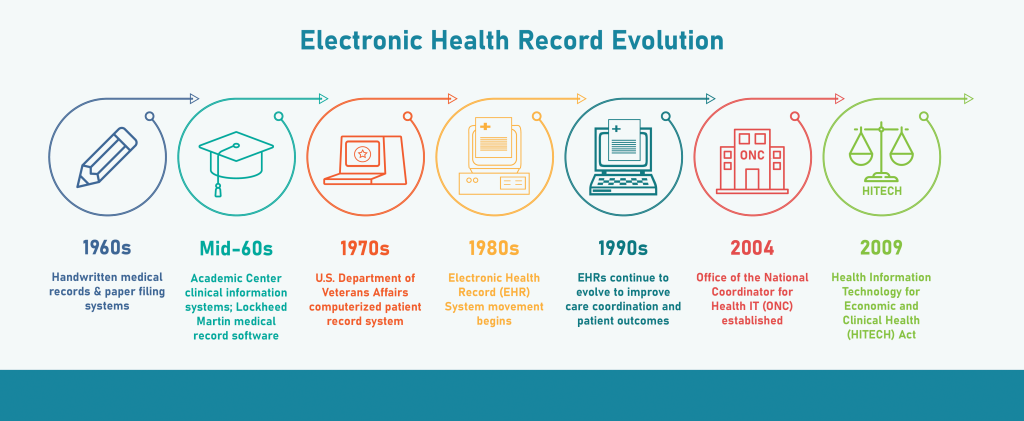 Electronic Health Record Evolution
ONC
HITECH
1960s
Handwritten medical
records & paper filing
systems
Mid-60s
Academic Center
clinical information
systems; Lockheed
Martin medical
record software
1970s
U.S. Department of
Veterans Affairs
computerized patient
record system
1980s
Electronic Health
Record (EHR)
System movement
begins
1990s
EHRs continue to
evolve to improve
care coordination and
patient outcomes
2004
Office of the National
Coordinator for
Health IT (ONC)
established
2009
Health Information
Technology for
Economic and
Clinical Health
(HITECH) Act